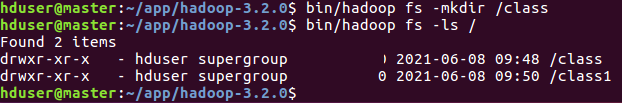 hduser@master:~/app/hadoop-3.2.0$ bin/hadoop fs -mkdir /class
hduser@master:~/app/hadoop-3.2.0$ bin/hadoop fs -ls /
Found 2 items
drwxr-xr-x   - hduser supergroup          0 2021-06-08 09:48 /class
drwxr-xr-x   - hduser supergroup          0 2021-06-08 09:50 /class1
hduser@master:~/app/hadoop-3.2.0$